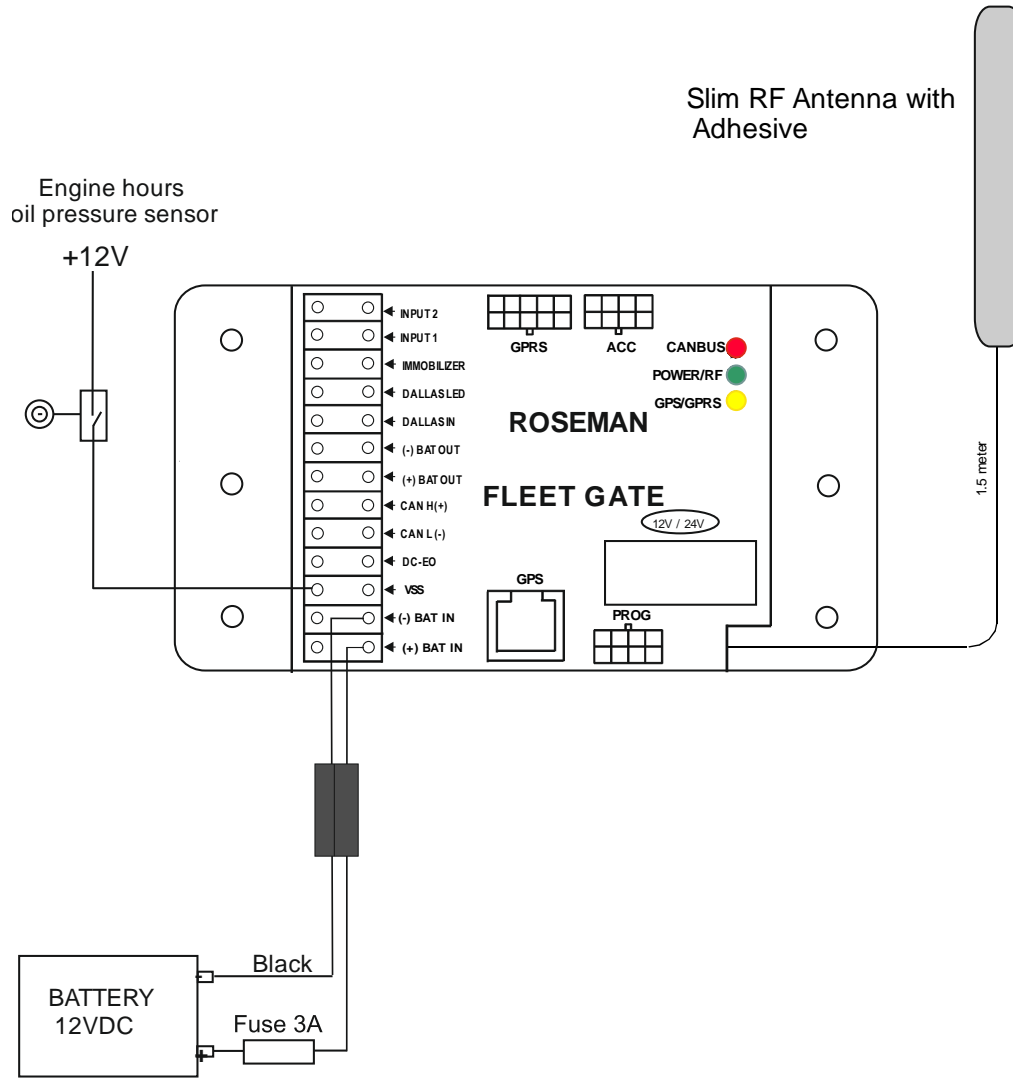 Slim RF Antenna with
Adhesive
Engine hours
oil pressure sensor
+12V
INPUT 2
INPUT 1
IMMOBILIZER
DALLAS LED
DALLAS IN
(-) BAT OUT
(+) BAT OUT
CAN H(+)
CAN L (-)
DC-EO
VSS
(-) BAT IN
(+) BAT IN
GPRS
ACC
CANBUS
POWER/RF
GPS/GPRS
ROSEMAN
FLEET GATE
12V / 24V
GPS
PROG
1.5 meter
Black
-
BATTERY
12VDC
Fuse 3A
+